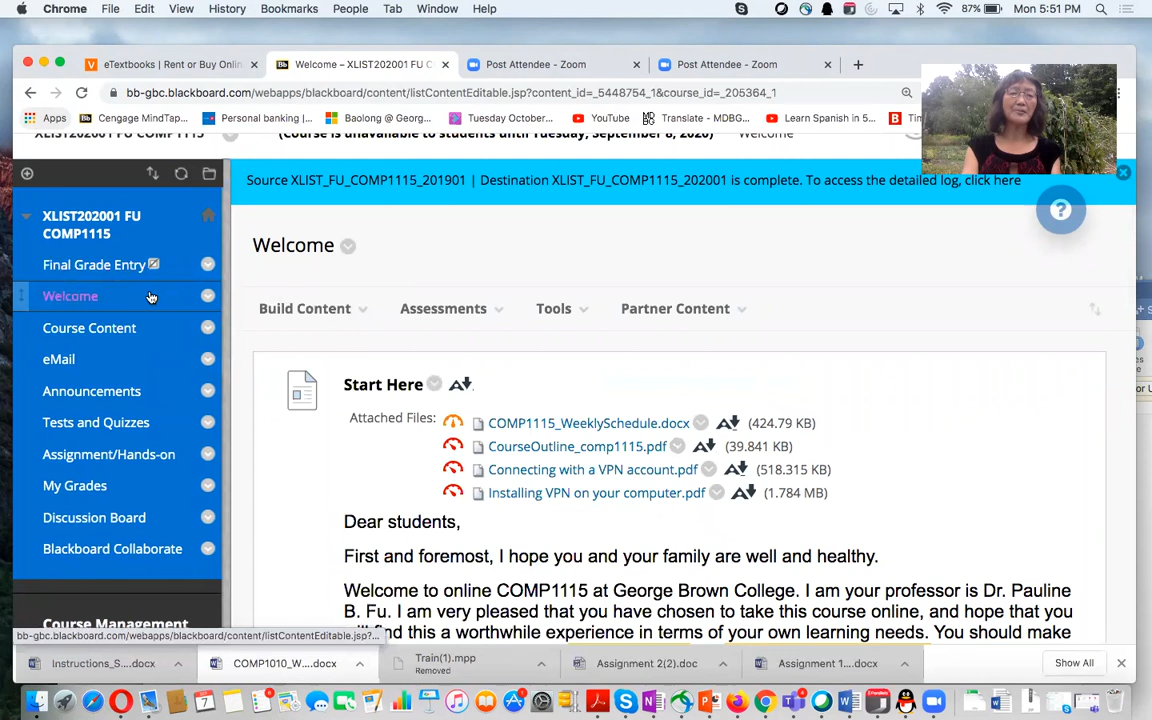 Chrome File Edit View History Bookmarks People Tab Window Help 87% Mon 5:51 PM
eTextbooks | Rent or Buy Onlin Welcome – XLIST202001 FU C Post Attendee - Zoom Post Attendee - Zoom
bb-gbc.blackboard.com/webapps/blackboard/content/listContentEditable.jsp?content_id=_5448754_1&course_id=_205364_1
Apps Cengage MindTap... Personal banking |... Baolong @ Georg... Tuesday October... YouTube Translate - MDBG... Learn Spanish in 5...
XLIST202001 FU COMP1115 (Course is unavailable to students until Tuesday, September 8, 2020) Welcome
Source XLIST_FU_COMP1115_201901 | Destination XLIST_FU_COMP1115_202001 is complete. To access the detailed log, click here
XLIST202001 FU
COMP1115
Final Grade Entry
Welcome
Course Content
eMail
Announcements
Tests and Quizzes
Assignment/Hands-on
My Grades
Discussion Board
Blackboard Collaborate
Course Management
bb-gbc.blackboard.com/webapps/blackboard/content/listContentEditable.jsp?...
Welcome
Build Content Assessments Tools Partner Content
Start Here
Attached Files: COMP1115_WeeklySchedule.docx (424.79 KB)
CourseOutline_comp1115.pdf (39.841 KB)
Connecting with a VPN account.pdf (518.315 KB)
Installing VPN on your computer.pdf (1.784 MB)
Dear students,
First and foremost, I hope you and your family are well and healthy.
Welcome to online COMP1115 at George Brown College. I am your professor is Dr. Pauline
B. Fu. I am very pleased that you have chosen to take this course online, and hope that you
will find this a worthwhile experience in terms of your own learning needs. You should make
Instructions_S....docx COMP1010_W....docx Train(1).mpp Assignment 2(2).doc Assignment 1....docx Show All
Removed